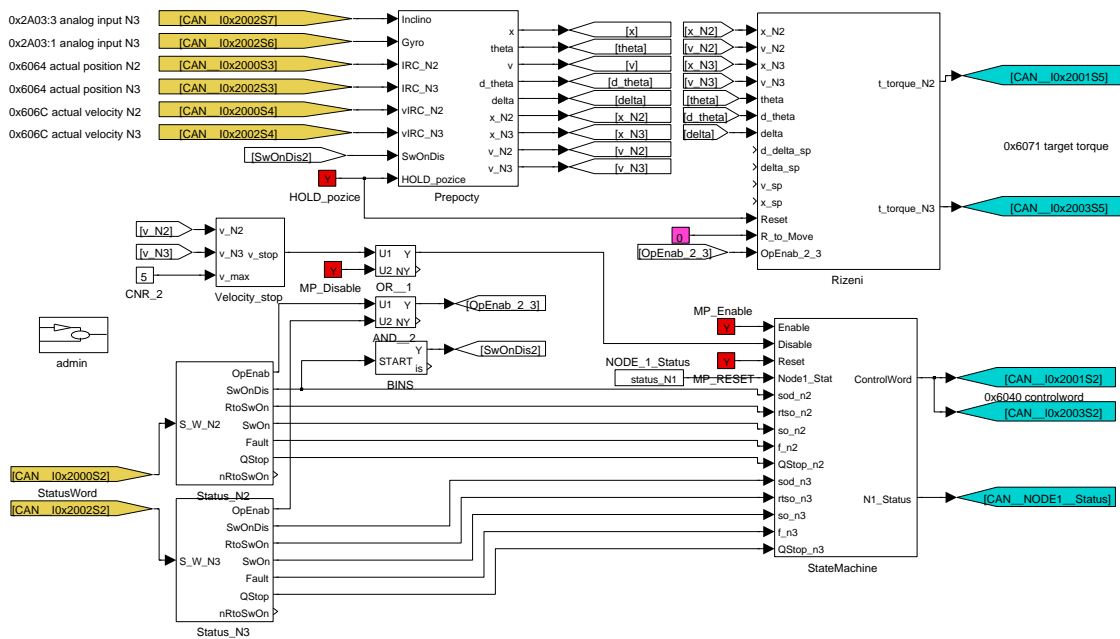 0x2A03:3 analog input N3
[CAN__I0x2002S7]
0x2A03:1 analog input N3
[CAN__I0x2002S6]
0x6064 actual position N2
[CAN__I0x2000S3]
0x6064 actual position N3
[CAN__I0x2002S3]
0x606C actual velocity N2
[CAN__I0x2000S4]
0x606C actual velocity N3
[CAN__I0x2002S4]
[SwOnDis2]
Y
HOLD_pozice
Inclino
Gyro
IRC_N2
IRC_N3
vIRC_N2
vIRC_N3
SwOnDis
HOLD_pozice
x
theta
v
d_theta
delta
x_N2
x_N3
v_N2
v_N3
Prepocty
[x]
[theta]
[v]
[d_theta]
[delta]
[x_N2]
[x_N3]
[v_N2]
[v_N3]
[x_N2]
[v_N2]
[x_N3]
[v_N3]
[theta]
[d_theta]
[delta]
0
[OpEnab_2_3]
x_N2
v_N2
x_N3
v_N3
theta
d_theta
delta
d_delta_sp
delta_sp
v_sp
x_sp
Reset
R_to_Move
OpEnab_2_3
t_torque_N2
t_torque_N3
Rizeni
[CAN__I0x2001S5]
0x6071 target torque
[CAN__I0x2003S5]
[v_N2]
[v_N3]
5
CNR_2
v_N2
v_N3
v_max
v_stop
Velocity_stop
Y
MP_Disable
U1 Y
U2 NY
OR__1
U1 Y
U2 NY
AND__2
[OpEnab_2_3]
START
Y
is
BINS
[SwOnDis2]
admin
[CAN__I0x2000S2]
StatusWord
[CAN__I0x2002S2]
S_W_N2
OpEnab
SwOnDis
RtoSwOn
SwOn
Fault
QStop
nRtoSwOn
Status_N2
S_W_N3
OpEnab
SwOnDis
RtoSwOn
SwOn
Fault
QStop
nRtoSwOn
Status_N3
MP_Enable
Y
Y
MP_RESET
NODE_1_Status
status_N1
Enable
Disable
Reset
Node1_Stat
sod_n2
rtso_n2
so_n2
f_n2
QStop_n2
sod_n3
rtso_n3
so_n3
f_n3
QStop_n3
ControlWord
N1_Status
StateMachine
[CAN__I0x2001S2]
0x6040 controlword
[CAN__I0x2003S2]
[CAN__NODE1__Status]